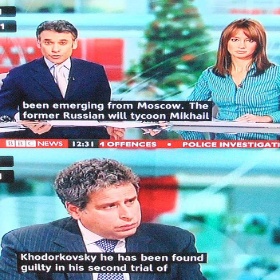 been emerging from Moscow. The
former Russian will tycoon Mikhail
BBC NEWS 12:31 M OFFENCES • POLICE INVESTIGATI
Khodorkovsky he has been found
guilty in his second trial of